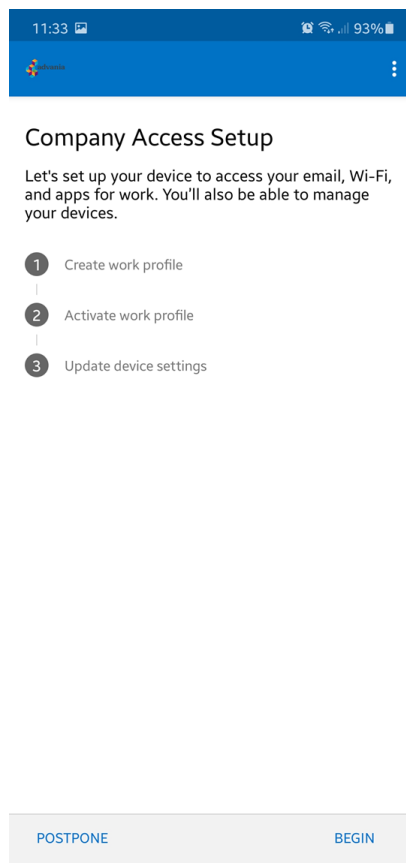 11:33 93%
advania
Company Access Setup
Let's set up your device to access your email, Wi-Fi,
and apps for work. You'll also be able to manage
your devices.
1 Create work profile
2 Activate work profile
3 Update device settings
POSTPONE BEGIN